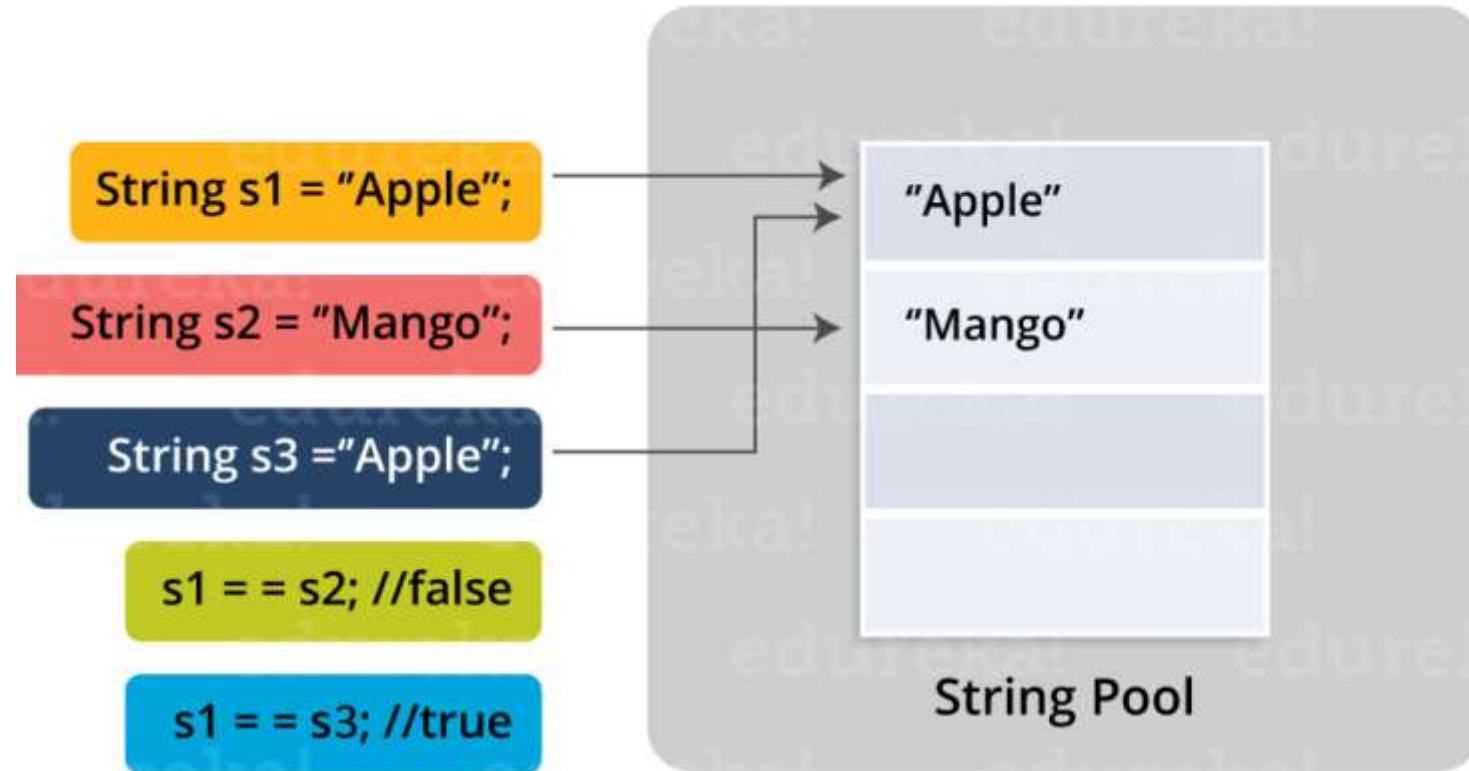 String s1 = "Apple";
String s2 = "Mango";
String s3 ="Apple";
s1 = = s2; //false
s1 = = s3; //true
"Apple"
"Mango"
String Pool
edureka!